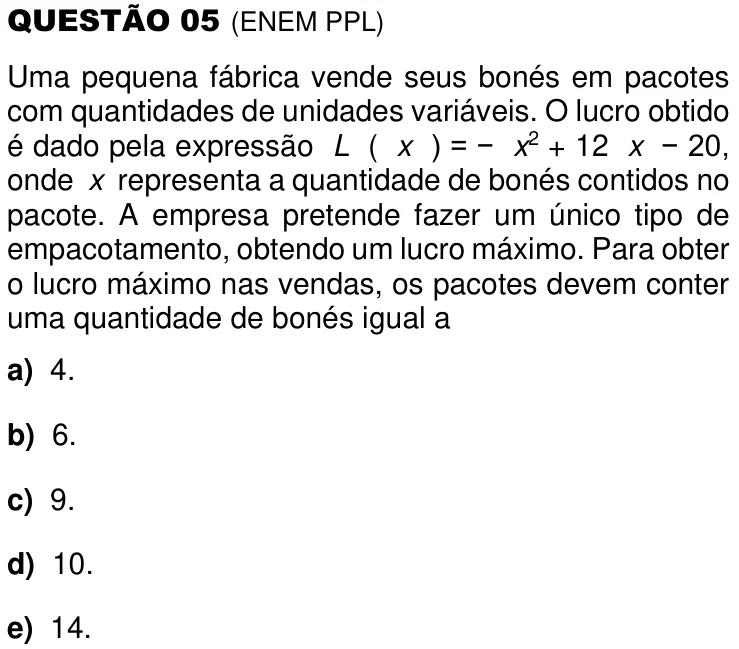 QUESTÃO 05 (ENEM PPL)
Uma pequena fábrica vende seus bonés em pacotes
com quantidades de unidades variáveis. O lucro obtido
é dado pela expressão L ( x ) = − x² + 12 x − 20,
onde x representa a quantidade de bonés contidos no
pacote. A empresa pretende fazer um único tipo de
empacotamento, obtendo um lucro máximo. Para obter
o lucro máximo nas vendas, os pacotes devem conter
uma quantidade de bonés igual a
a) 4.
b) 6.
c) 9.
d) 10.
e) 14.